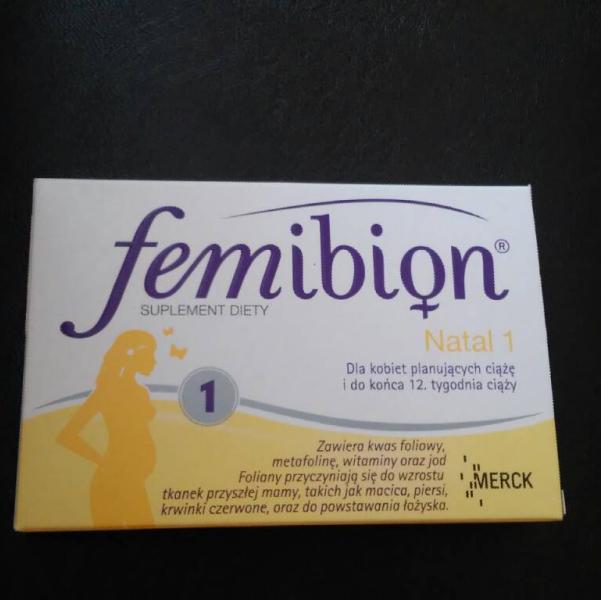 femibion®
SUPLEMENT DIETY
Natal 1
Dla kobiet planujących ciążę
i do końca 12. tygodnia ciąży
1
Zawiera kwas foliowy,
metafolinę, witaminy oraz jod
Foliany przyczyniają się do wzrostu
tkanek przyszłej mamy, takich jak macica, piersi,
krwinki czerwone, oraz do powstawania łożyska.
MERCK